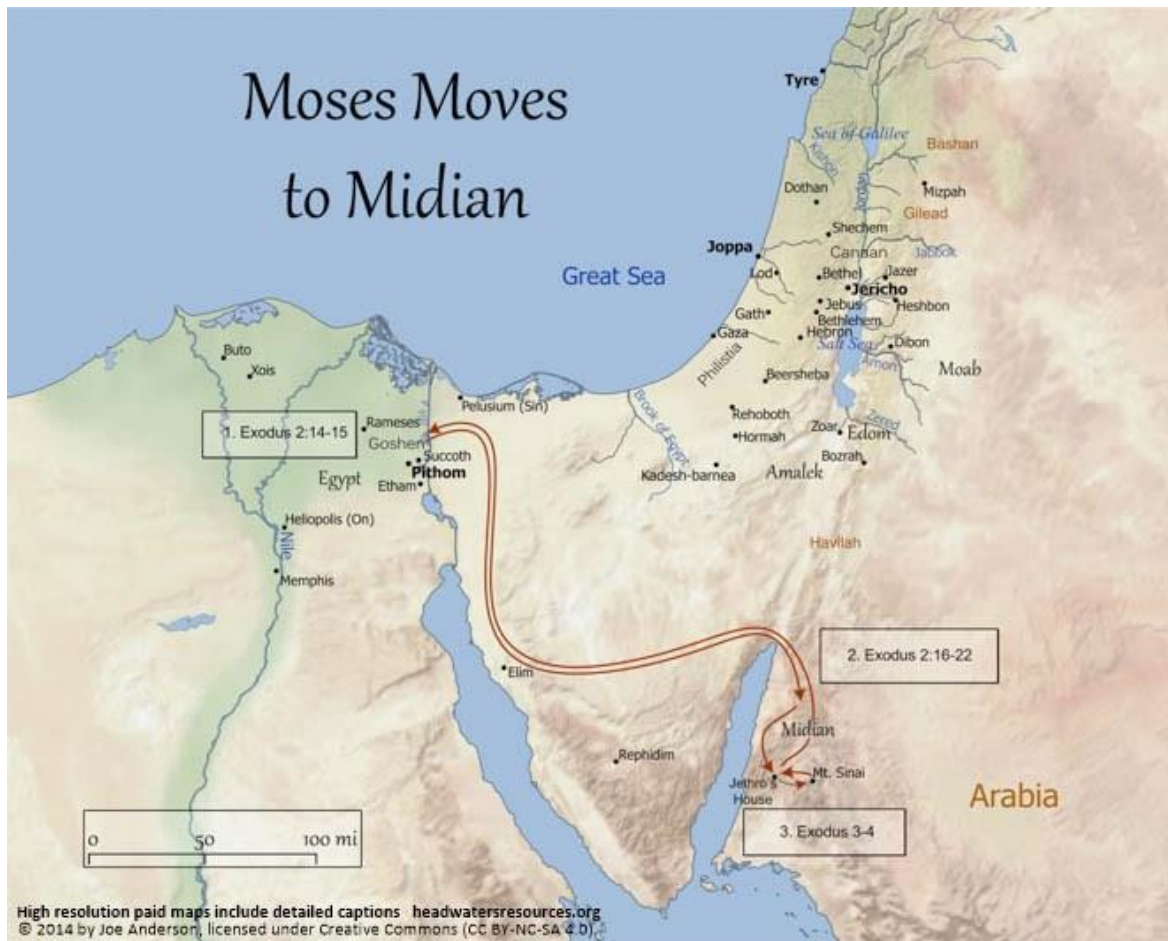 Moses Moves
to Midian
Tyre
Sea of Galilee
Bashan
Kishon
Dothan
Mizpah
Gilead
Shechem
Joppa
Canaan
Jabbok
Great Sea
Lod
Bethel
Jazer
Jericho
Jebus
Heshbon
Gath
Bethlehem
Hebron
Gaza
Salt Sea
Dibon
Arnon
Moab
Philistia
Buto
Xois
Beersheba
Pelusium (Sin)
Brook of Egypt
Rehoboth
Zered
1. Exodus 2:14-15
Rameses
Goshen
Hormah
Zoar
Edom
Succoth
Bozrah
Pithom
Kadesh-barnea
Amalek
Egypt
Etham
Heliopolis (On)
Nile
Havilah
Memphis
2. Exodus 2:16-22
Elim
Midian
Rephidim
Mt. Sinai
Jethro's
House
Arabia
0 50 100 mi
3. Exodus 3-4
High resolution paid maps include detailed captions headwatersresources.org
© 2014 by Joe Anderson, licensed under Creative Commons (CC BY-NC-SA 4.0).